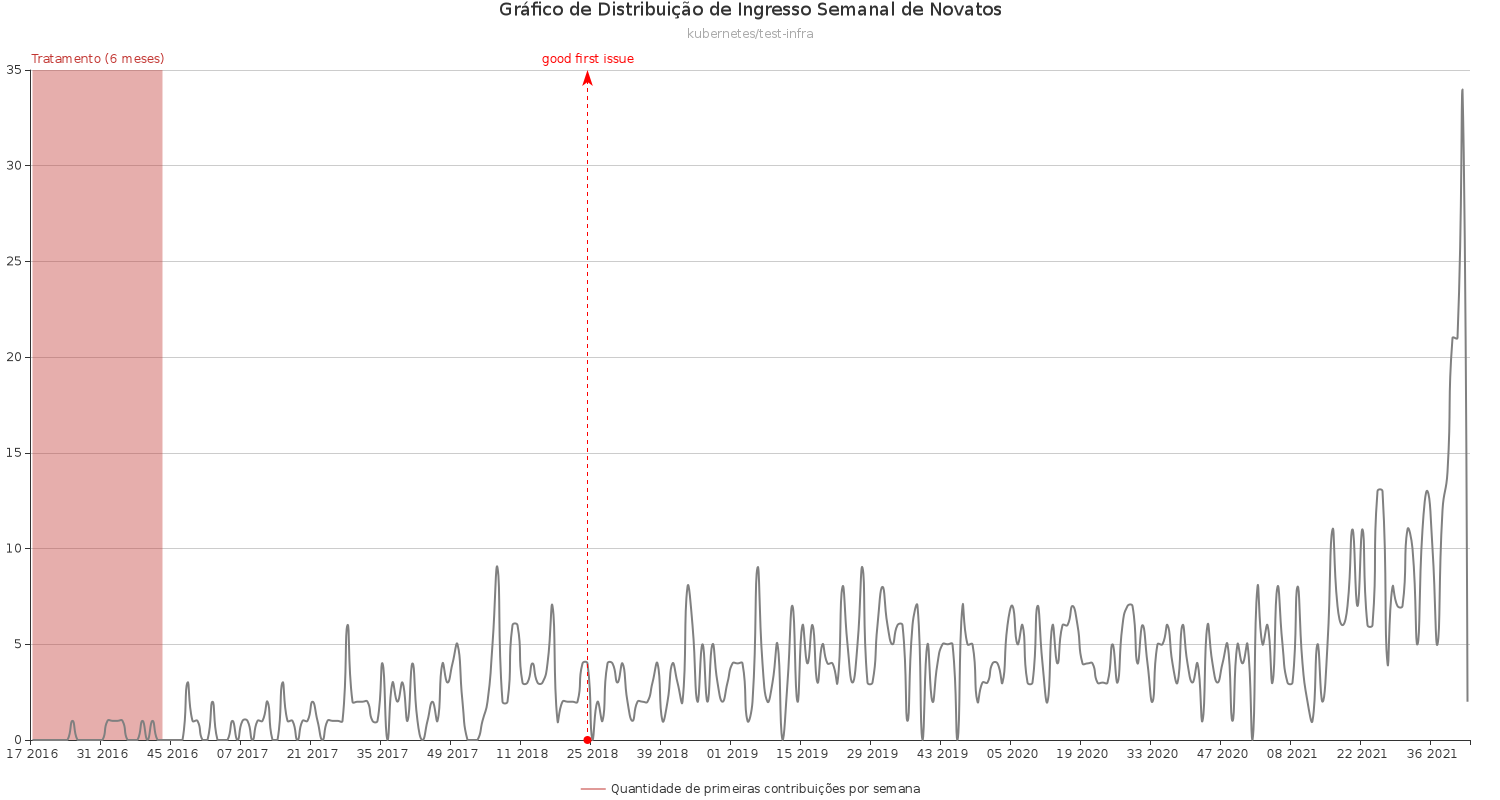 Gráfico de Distribuição de Ingresso Semanal de Novatos
kubernetes/test-infra
Tratamento (6 meses)
good first issue
35
30
25
20
15
10
5
0
17 2016 31 2016 45 2016 07 2017 21 2017 35 2017 49 2017 11 2018 25 2018 39 2018 01 2019 15 2019 29 2019 43 2019 05 2020 19 2020 33 2020 47 2020 08 2021 22 2021 36 2021
Quantidade de primeiras contribuições por semana